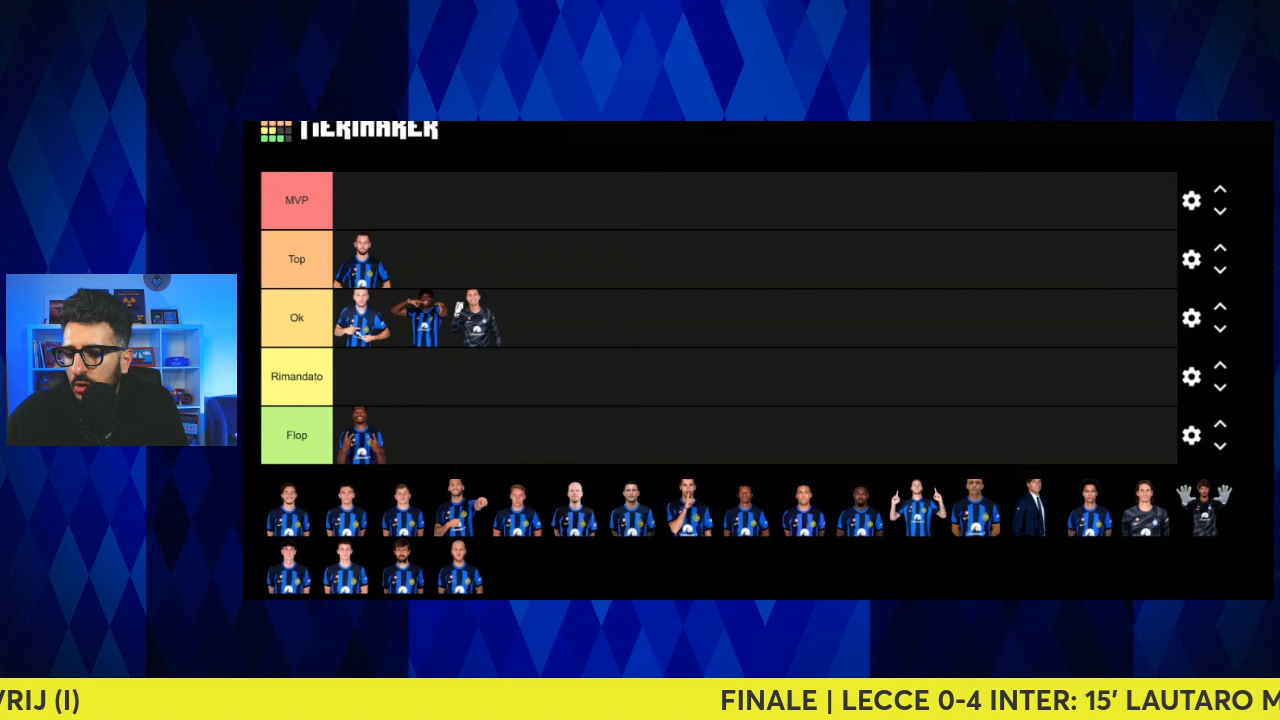 TIERMAKER
MVP
Top
Ok
Rimandato
Flop
VRIJ (I)
FINALE | LECCE 0-4 INTER: 15' LAUTARO M